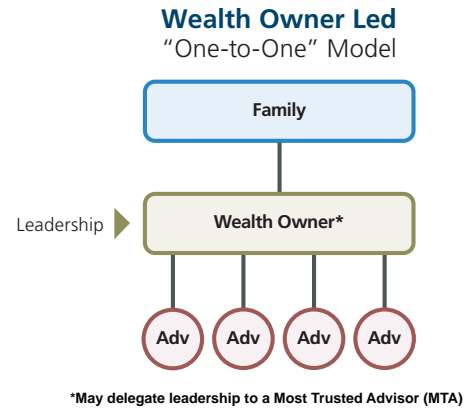 Wealth Owner Led
“One-to-One” Model
Family
Leadership
Wealth Owner*
Adv Adv Adv Adv
*May delegate leadership to a Most Trusted Advisor (MTA)